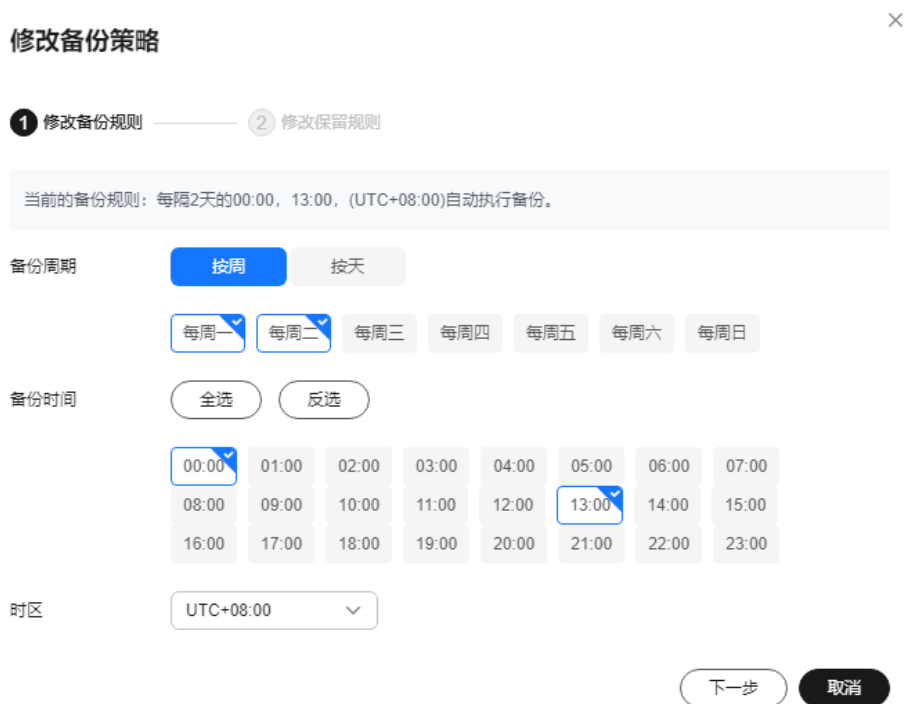 修改备份策略
1 修改备份规则 2 修改保留规则
当前的备份规则：每隔2天的00:00，13:00，(UTC+08:00)自动执行备份。
备份周期 按周 按天
每周一 每周二 每周三 每周四 每周五 每周六 每周日
备份时间 全选 反选
00:00 01:00 02:00 03:00 04:00 05:00 06:00 07:00
08:00 09:00 10:00 11:00 12:00 13:00 14:00 15:00
16:00 17:00 18:00 19:00 20:00 21:00 22:00 23:00
时区 UTC+08:00
下一步 取消